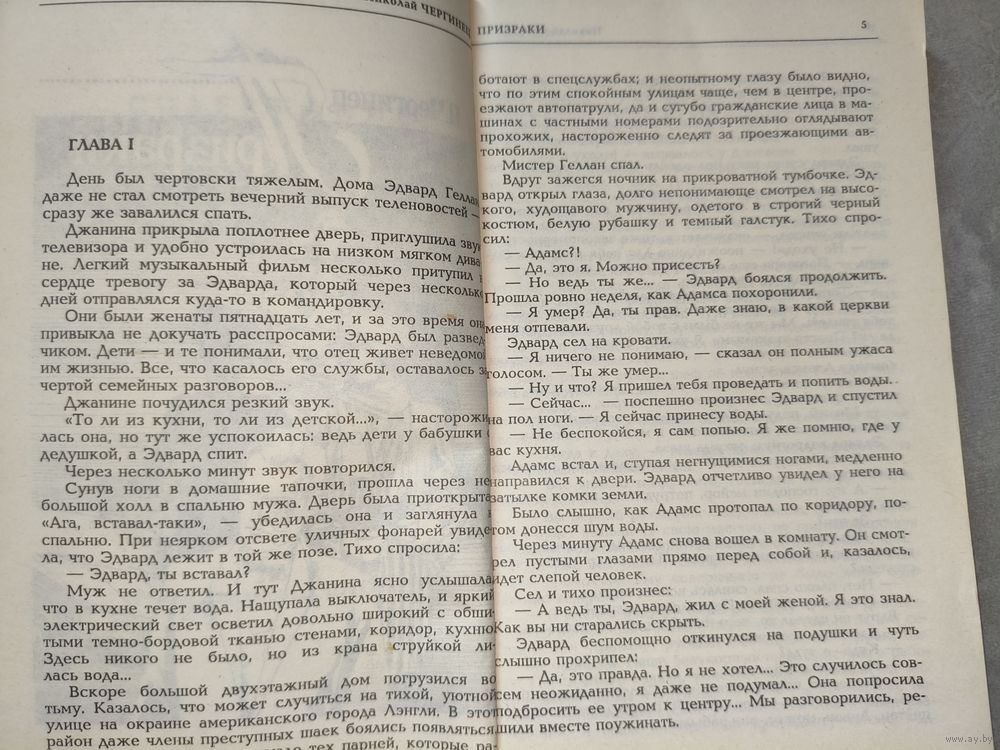 Николай ЧЕРГИНЕЦ
ГЛАВА I
День был чертовски тяжелым. Дома Эдвард Геллан
даже не стал смотреть вечерний выпуск теленовостей —
сразу же завалился спать.
Джанина прикрыла поплотнее дверь, приглушила звук
телевизора и удобно устроилась на низком мягком дива-
не. Легкий музыкальный фильм несколько притупил в
сердце тревогу за Эдварда, который через несколько
дней отправлялся куда-то в командировку.
Они были женаты пятнадцать лет, и за это время она
привыкла не докучать расспросами: Эдвард был развед-
чиком. Дети — и те понимали, что отец живет неведомой
им жизнью. Все, что касалось его службы, оставалось за
чертой семейных разговоров...
Джанине почудился резкий звук.
«То ли из кухни, то ли из детской...», — насторожи-
лась она, но тут же успокоилась: ведь дети у бабушки с
дедушкой, а Эдвард спит.
Через несколько минут звук повторился.
Сунув ноги в домашние тапочки, прошла через не-
большой холл в спальню мужа. Дверь была приоткрыта.
«Ага, вставал-таки», — убедилась она и заглянула в
спальню. При неярком отсвете уличных фонарей увиде-
ла, что Эдвард лежит в той же позе. Тихо спросила:
— Эдвард, ты вставал?
Муж не ответил. И тут Джанина ясно услышала,
что в кухне течет вода. Нащупала выключатель, и яркий
электрический свет осветил довольно широкий с обши-
тыми темно-бордовой тканью стенами, коридор, кухню.
Здесь никого не было, но из крана струйкой ли-
лась вода...
Вскоре большой двухэтажный дом погрузился во
тьму. Казалось, что может случиться на тихой, уютной
улице на окраине американского города Лэнгли. В этот
район даже члены преступных шаек боялись появляться:
тех парней, которые ра-
ПРИЗРАКИ
5
ботают в спецслужбах; и неопытному глазу было видно,
что по этим спокойным улицам чаще, чем в центре, про-
езжают автопатрули, да и сугубо гражданские лица в ма-
шинах с частными номерами подозрительно оглядывают
прохожих, настороженно следят за проезжающими ав-
томобилями.
Мистер Геллан спал.
Вдруг зажегся ночник на прикроватной тумбочке. Эд-
вард открыл глаза, долго непонимающе смотрел на высо-
кого, худощавого мужчину, одетого в строгий черный
костюм, белую рубашку и темный галстук. Тихо спро-
сил:
— Адамс?!
— Да, это я. Можно присесть?
— Но ведь ты же... — Эдвард боялся продолжить.
Прошла ровно неделя, как Адамса похоронили.
— Я умер? Да, ты прав. Даже знаю, в какой церкви
меня отпевали.
Эдвард сел на кровати.
— Я ничего не понимаю, — сказал он полным ужаса
голосом. — Ты же умер...
— Ну и что? Я пришел тебя проведать и попить воды.
— Сейчас... — поспешно произнес Эдвард и спустил
на пол ноги. — Я сейчас принесу воды.
— Не беспокойся, я сам попью. Я же помню, где у
вас кухня.
Адамс встал и, ступая негнущимися ногами, медленно
направился к двери. Эдвард отчетливо увидел у него на
затылке комки земли.
Было слышно, как Адамс протопал по коридору, по-
том донесся шум воды.
Через минуту Адамс снова вошел в комнату. Он смот-
рел пустыми глазами прямо перед собой и, казалось,
идет слепой человек.
Сел и тихо произнес:
— А ведь ты, Эдвард, жил с моей женой. Я это знал.
Как вы ни старались скрыть.
Эдвард беспомощно откинулся на подушки и чуть
слышно прохрипел:
— Да, это правда. Но я не хотел... Это случилось сов-
сем неожиданно, я даже не подумал... Она попросила
подбросить ее утром к центру... Мы разговорились, ре-
шили вместе поужинать.
www.ay.by